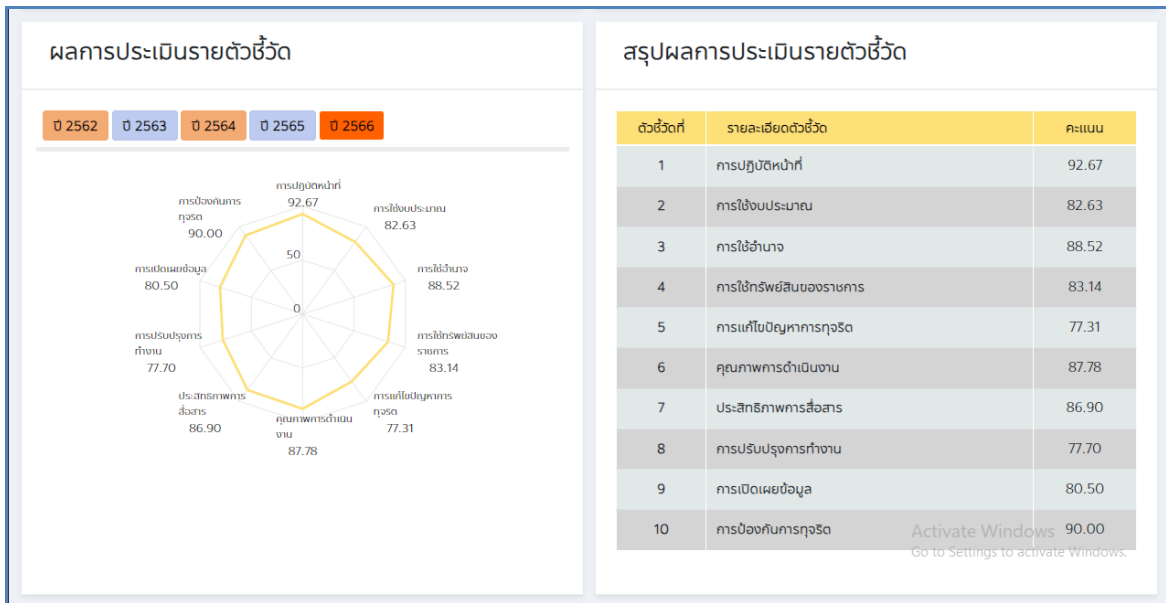 ผลการประเมินรายตัวชี้วัด
ปี 2562 ปี 2563 ปี 2564 ปี 2565 ปี 2566
การปฏิบัติหน้าที่
92.67
การใช้งบประมาณ
82.63
การใช้อำนาจ
88.52
การใช้ทรัพย์สินของ
ราชการ
83.14
การแก้ไขปัญหาการ
ทุจริต
77.31
คุณภาพการดำเนิน
งาน
87.78
ประสิทธิภาพการ
สื่อสาร
86.90
การปรับปรุงการ
ทำงาน
77.70
การเปิดเผยข้อมูล
80.50
การป้องกันการ
ทุจริต
90.00
50
0
สรุปผลการประเมินรายตัวชี้วัด
ตัวชี้วัดที่ รายละเอียดตัวชี้วัด คะแนน
1 การปฏิบัติหน้าที่ 92.67
2 การใช้งบประมาณ 82.63
3 การใช้อำนาจ 88.52
4 การใช้ทรัพย์สินของราชการ 83.14
5 การแก้ไขปัญหาการทุจริต 77.31
6 คุณภาพการดำเนินงาน 87.78
7 ประสิทธิภาพการสื่อสาร 86.90
8 การปรับปรุงการทำงาน 77.70
9 การเปิดเผยข้อมูล 80.50
10 การป้องกันการทุจริต 90.00
Activate Windows
Go to Settings to activate Windows.